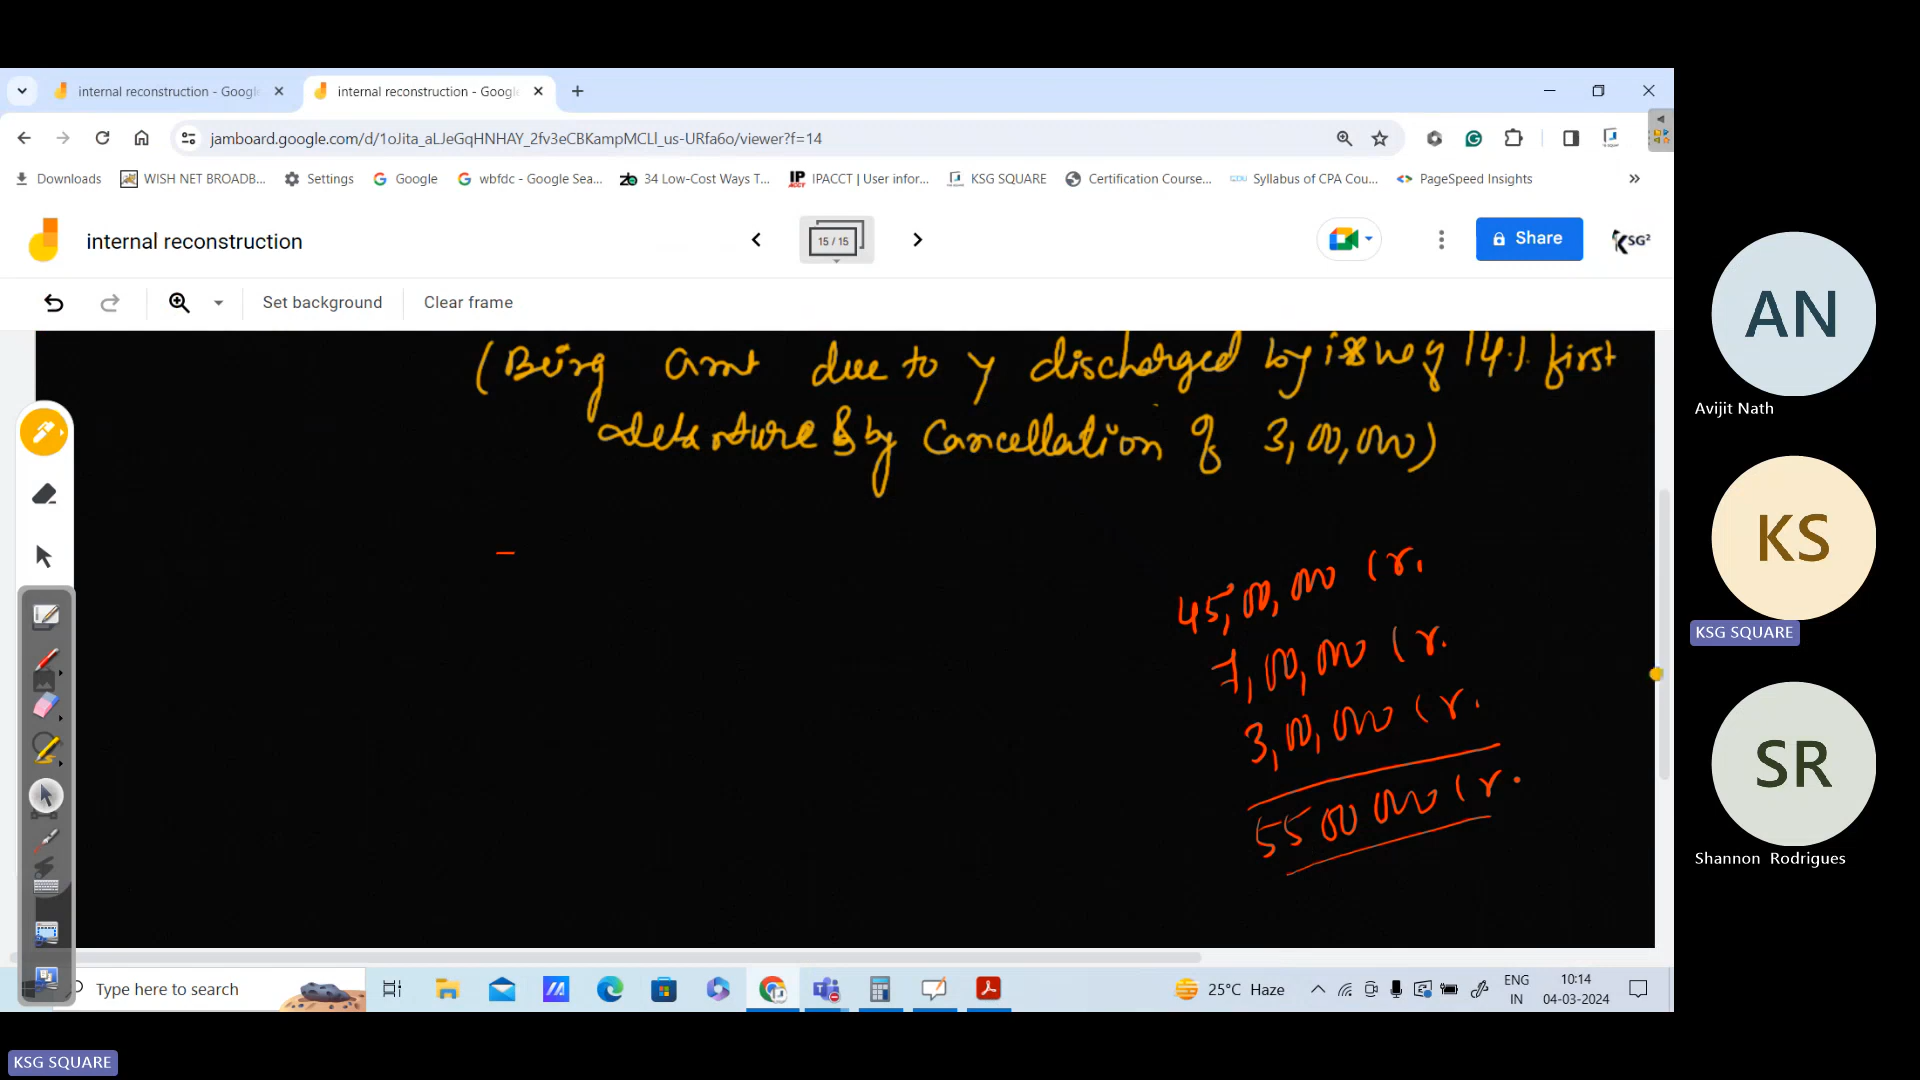 internal reconstruction - Google
internal reconstruction - Google
jamboard.google.com/d/1oJita_aLJeGqHNHAY_2fv3eCBKampMCLl_us-URfa6o/viewer?f=14
Downloads
WISH NET BROADB...
Settings
Google
wbfdc - Google Sea...
34 Low-Cost Ways T...
IPACCT | User infor...
KSG SQUARE
Certification Course...
Syllabus of CPA Cou...
PageSpeed Insights
internal reconstruction
15 / 15
Share
KSG²
Set background
Clear frame
(Being amt due to y discharged by issue of 14% first
debenture & by cancellation of 3,00,000)
45,00,000 Cr.
7,00,000 Cr.
3,00,000 Cr.
5500000 Cr.
AN
Avijit Nath
KS
KSG SQUARE
SR
Shannon Rodrigues
Type here to search
25°C Haze
ENG
IN
10:14
04-03-2024
KSG SQUARE